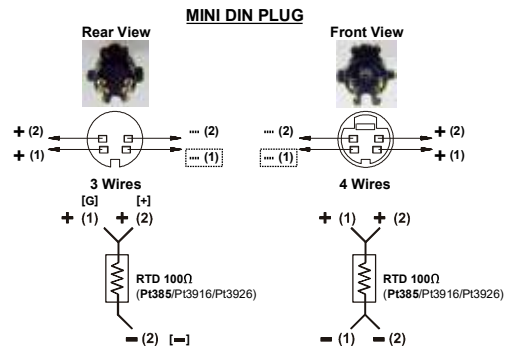 MINI DIN PLUG
Rear View Front View
+ (2) ---- (2) ---- (2) + (2)
+ (1) ---- (1) ---- (1) + (1)
3 Wires 4 Wires
[G] [+]
+ (1) + (2) + (1) + (2)
RTD 100Ω RTD 100Ω
(Pt385/Pt3916/Pt3926) (Pt385/Pt3916/Pt3926)
– (2) [–] – (1) – (2)